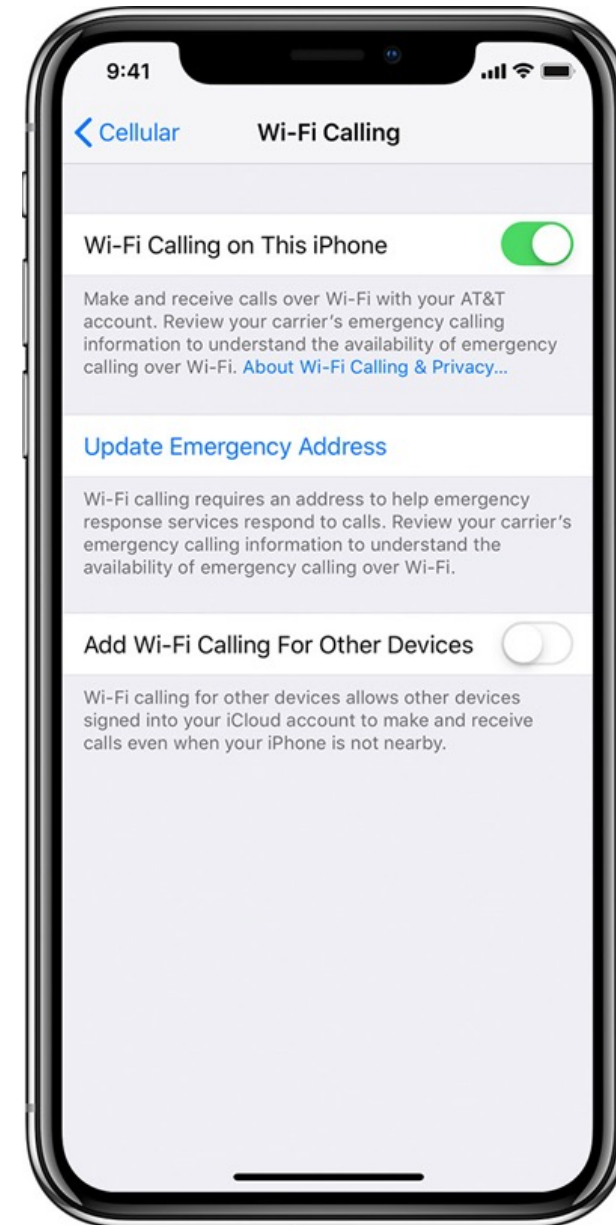 9:41
Cellular
Wi-Fi Calling
Wi-Fi Calling on This iPhone
Make and receive calls over Wi-Fi with your AT&T
account. Review your carrier's emergency calling
information to understand the availability of emergency
calling over Wi-Fi. About Wi-Fi Calling & Privacy...
Update Emergency Address
Wi-Fi calling requires an address to help emergency
response services respond to calls. Review your carrier's
emergency calling information to understand the
availability of emergency calling over Wi-Fi.
Add Wi-Fi Calling For Other Devices
Wi-Fi calling for other devices allows other devices
signed into your iCloud account to make and receive
calls even when your iPhone is not nearby.